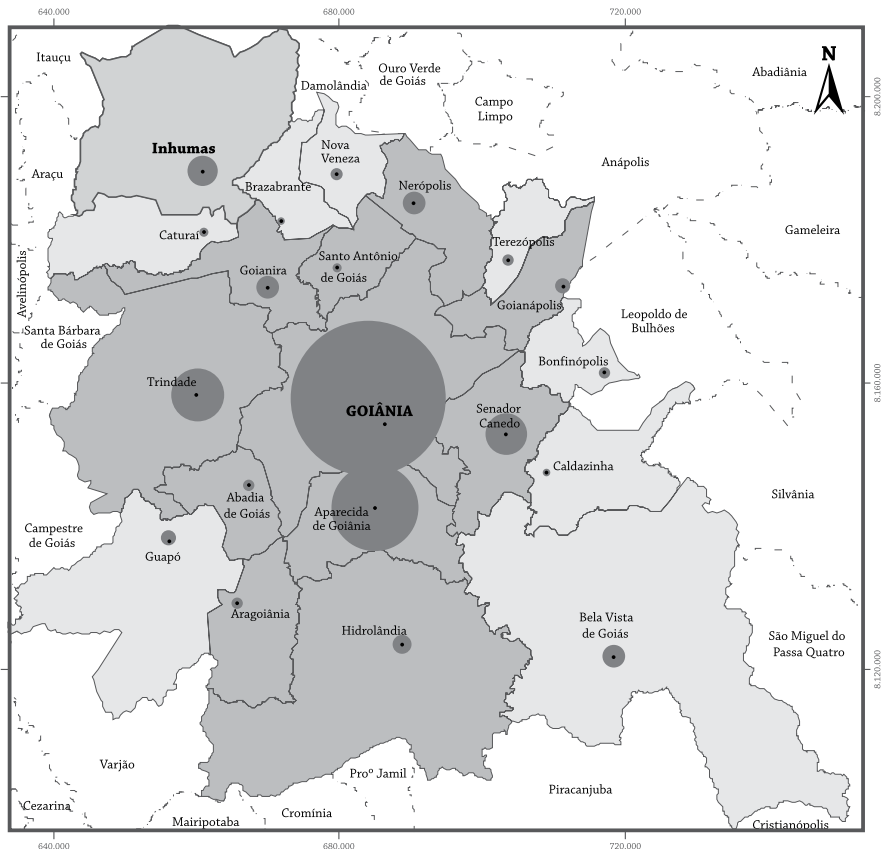 640.000
680.000
720.000
Itauçu
Ouro Verde
de Goiás
Abadiânia
N
Damolândia
Campo
Limpo
8.200.000
Inhumas
Nova
Veneza
Anápolis
Araçu
Brazabrantes
Nerópolis
Caturaí
Terezópolis
Gameleira
Avelinópolis
Goianira
Santo Antônio
de Goiás
Goianápolis
Santa Bárbara
de Goiás
Leopoldo de
Bulhões
Bonfinópolis
Trindade
8.160.000
GOIÂNIA
Senador
Canedo
Caldazinha
Abadia
de Goiás
Silvânia
Aparecida
de Goiânia
Campestre
de Goiás
Guapó
Aragoiânia
Hidrolândia
Bela Vista
de Goiás
São Miguel do
Passa Quatro
8.120.000
Varjão
Proº Jamil
Piracanjuba
Cezarina
Mairipotaba
Cromínia
Cristianópolis
640.000
680.000
720.000